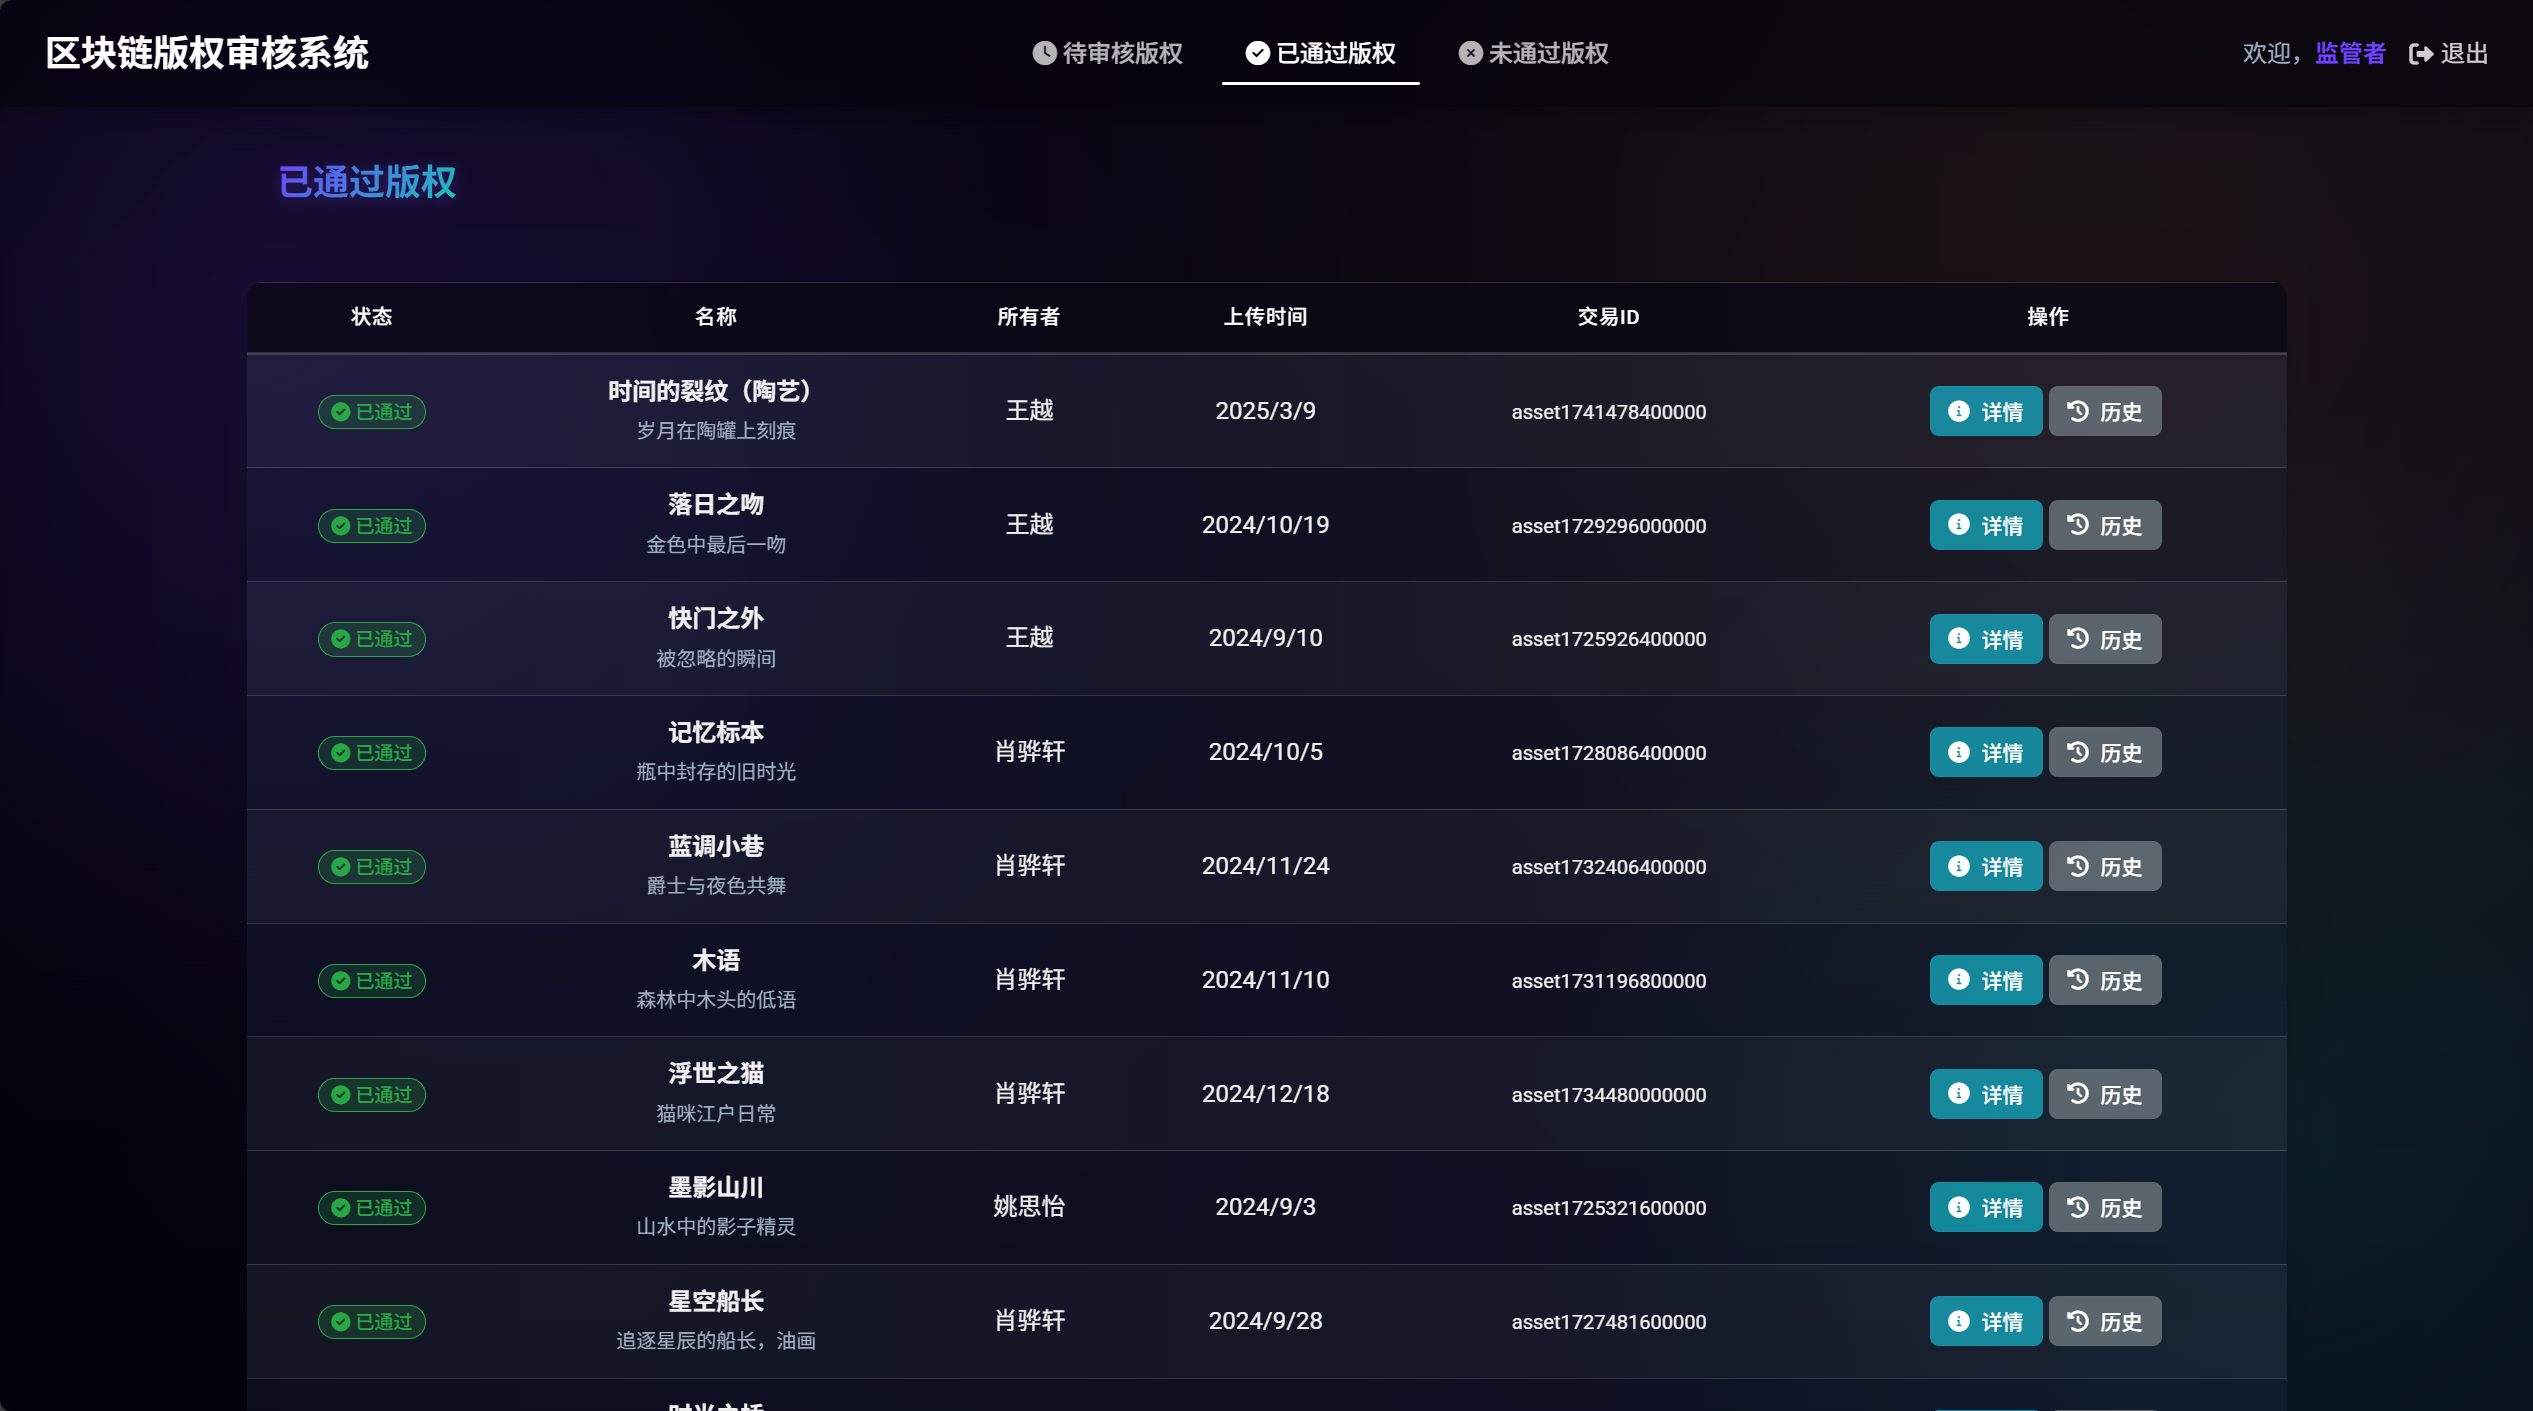 区块链版权审核系统
待审核版权 已通过版权 未通过版权
欢迎，监管者 退出
已通过版权
状态 名称 所有者 上传时间 交易ID 操作
已通过 时间的裂纹（陶艺） 王越 2025/3/9 asset1741478400000 详情 历史
岁月在陶罐上刻痕
已通过 落日之吻 王越 2024/10/19 asset1729296000000 详情 历史
金色中最后一吻
已通过 快门之外 王越 2024/9/10 asset1725926400000 详情 历史
被忽略的瞬间
已通过 记忆标本 肖骅轩 2024/10/5 asset1728086400000 详情 历史
瓶中封存的旧时光
已通过 蓝调小巷 肖骅轩 2024/11/24 asset1732406400000 详情 历史
爵士与夜色共舞
已通过 木语 肖骅轩 2024/11/10 asset1731196800000 详情 历史
森林中木头的低语
已通过 浮世之猫 肖骅轩 2024/12/18 asset1734480000000 详情 历史
猫咪江户日常
已通过 墨影山川 姚思怡 2024/9/3 asset1725321600000 详情 历史
山水中的影子精灵
已通过 星空船长 肖骅轩 2024/9/28 asset1727481600000 详情 历史
追逐星辰的船长，油画